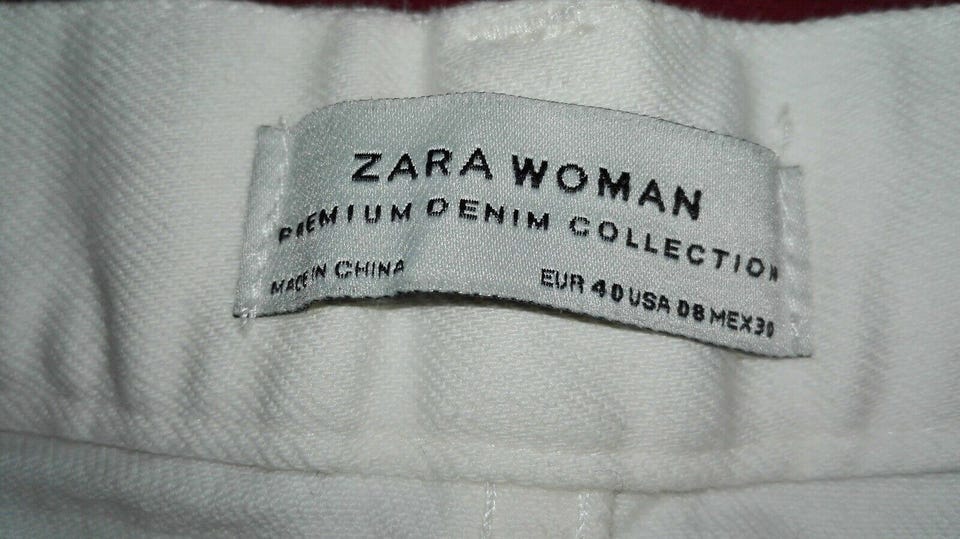 ZARA WOMAN
PREMIUM DENIM COLLECTION
MADE IN CHINA
EUR 40 USA 08 MEX 30